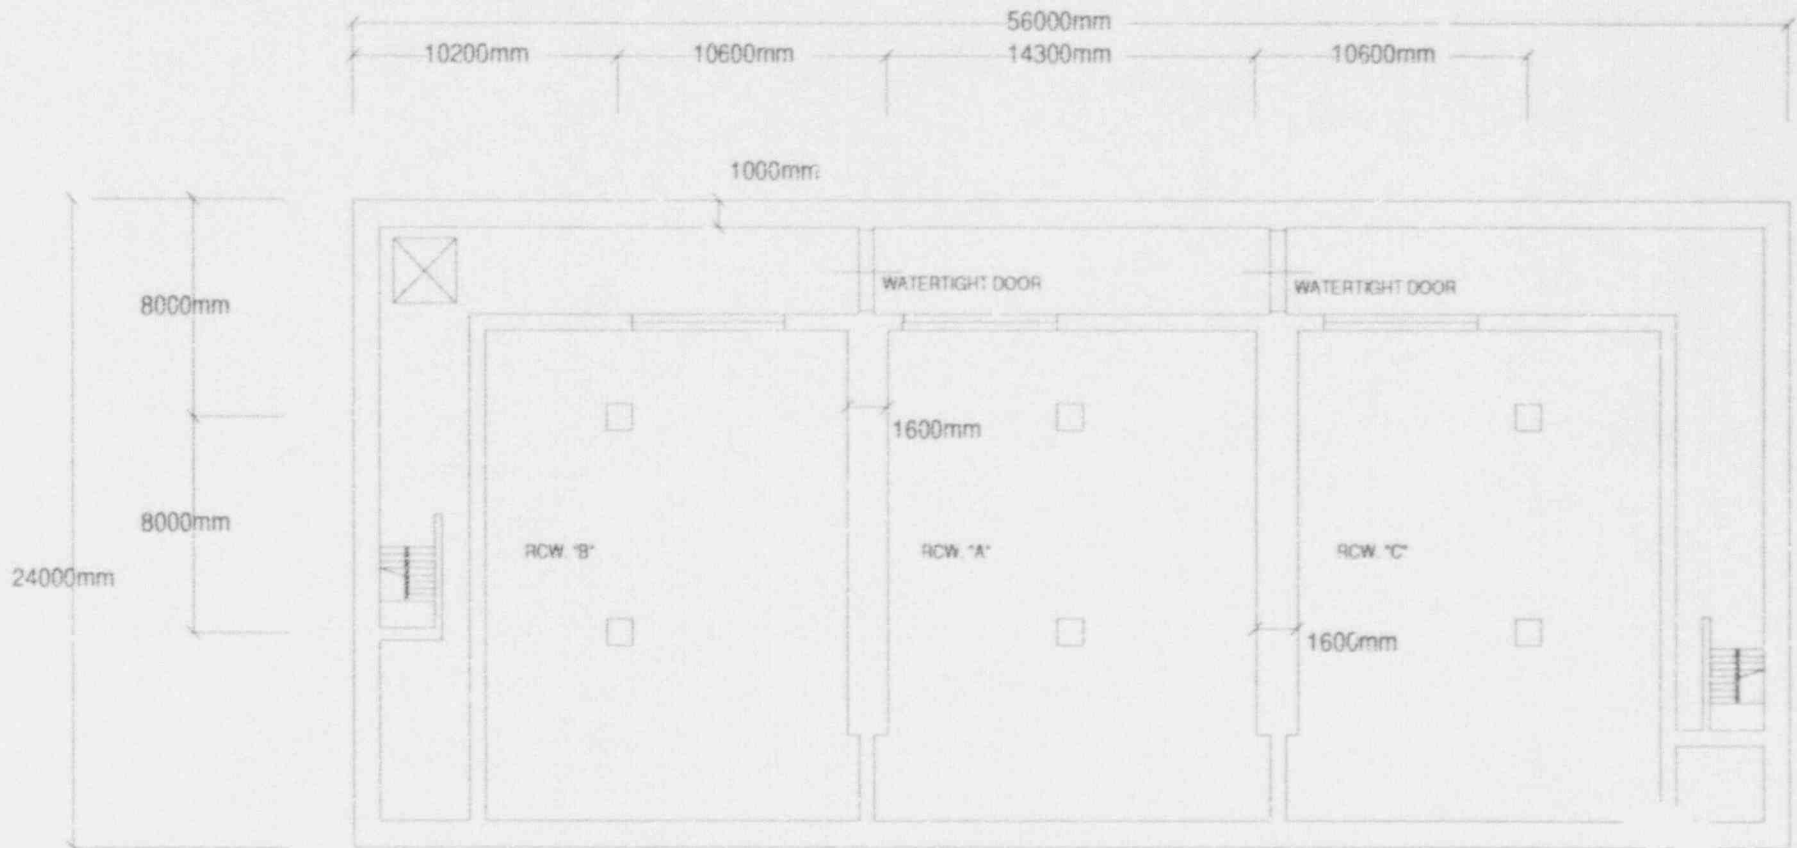 56000mm
10200mm 10600mm 14300mm 10600mm
1000mm
8000mm
WATERTIGHT DOOR
WATERTIGHT DOOR
1600mm
8000mm
RCW. "B" RCW. "A" RCW. "C"
24000mm
1600mm